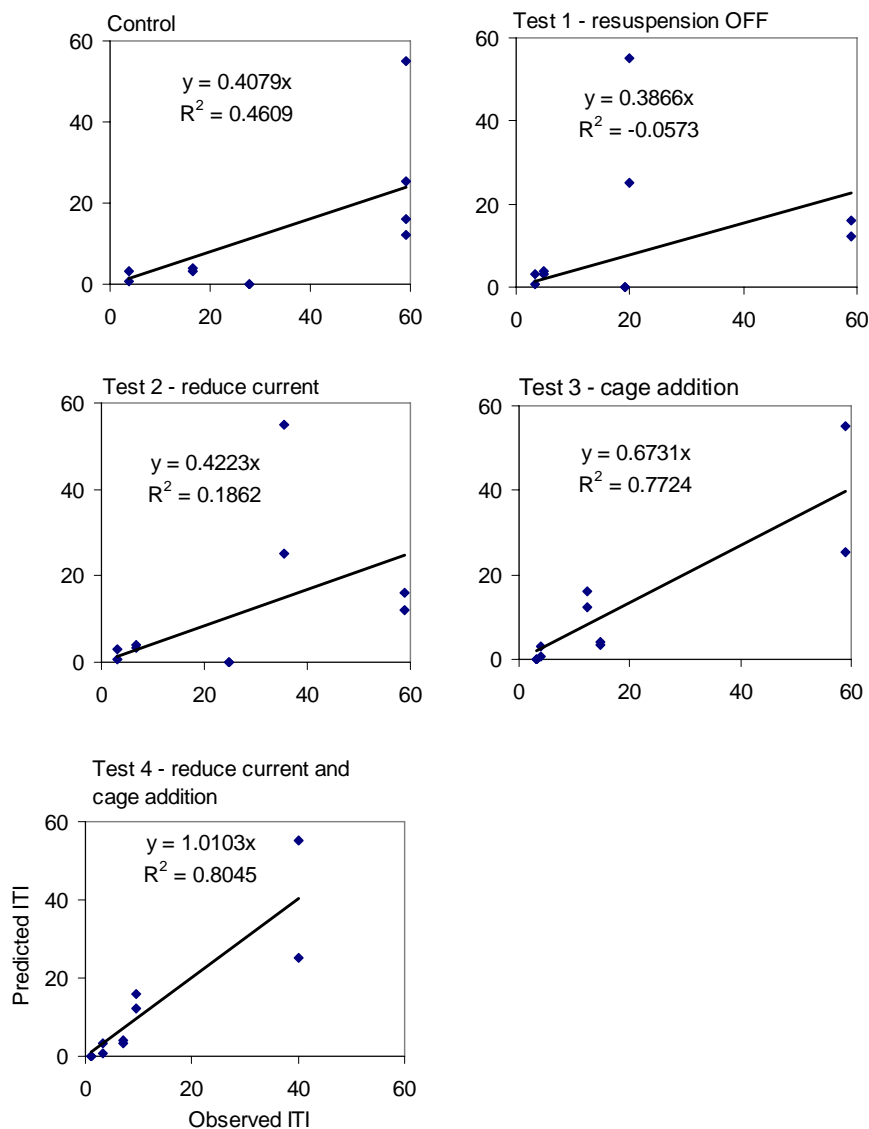 Control
60
40
20
0
y = 0.4079x
R² = 0.4609
0 20 40 60
Test 1 - resuspension OFF
60
40
20
0
y = 0.3866x
R² = -0.0573
0 20 40 60
Test 2 - reduce current
60
40
20
0
y = 0.4223x
R² = 0.1862
0 20 40 60
Test 3 - cage addition
60
40
20
0
y = 0.6731x
R² = 0.7724
0 20 40 60
Test 4 - reduce current and
cage addition
Predicted ITI
60
40
20
0
y = 1.0103x
R² = 0.8045
0 20 40 60
Observed ITI